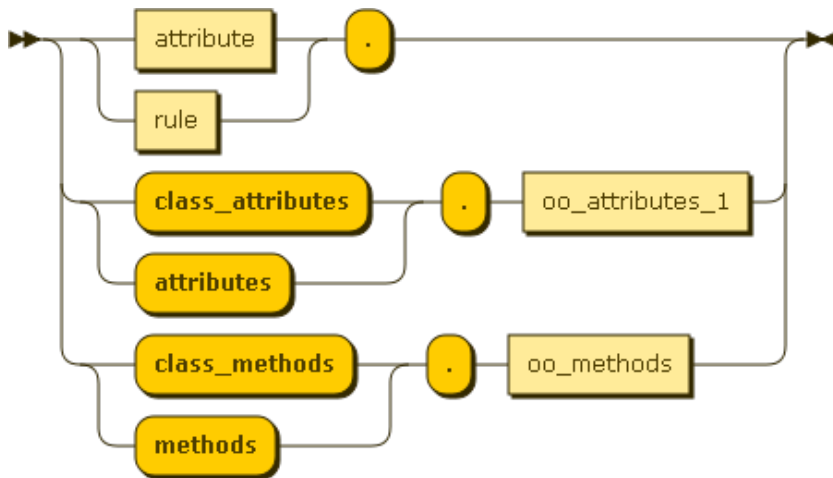 attribute .
rule
class_attributes . oo_attributes_1
attributes
class_methods . oo_methods
methods